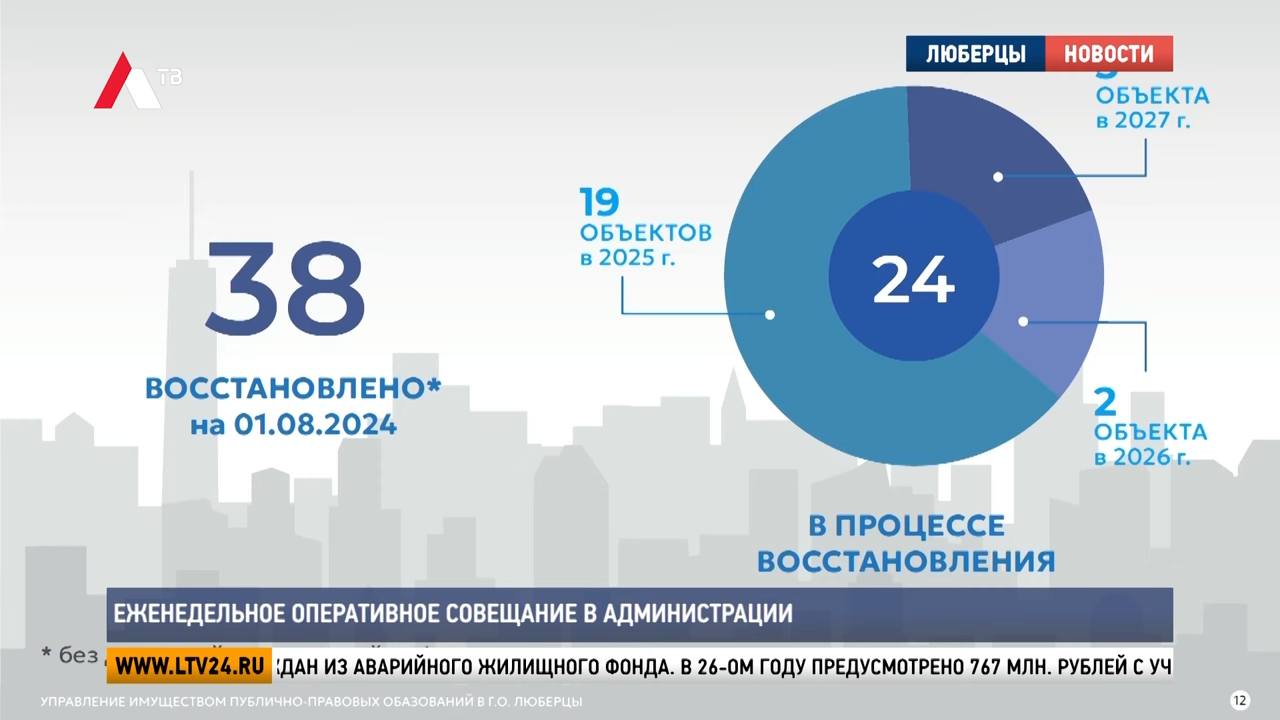 ТВ
ЛЮБЕРЦЫ НОВОСТИ
ОБЪЕКТА
в 2027 г.
19
ОБЪЕКТОВ
в 2025 г.
38
24
ВОССТАНОВЛЕНО*
на 01.08.2024
2
ОБЪЕКТА
в 2026 г.
В ПРОЦЕССЕ
ВОССТАНОВЛЕНИЯ
ЕЖЕНЕДЕЛЬНОЕ ОПЕРАТИВНОЕ СОВЕЩАНИЕ В АДМИНИСТРАЦИИ
* без
WWW.LTV24.RU ДАН ИЗ АВАРИЙНОГО ЖИЛИЩНОГО ФОНДА. В 26-ОМ ГОДУ ПРЕДУСМОТРЕНО 767 МЛН. РУБЛЕЙ С УЧ
УПРАВЛЕНИЕ ИМУЩЕСТВОМ ПУБЛИЧНО-ПРАВОВЫХ ОБАЗОВАНИЙ В Г.О. ЛЮБЕРЦЫ
12